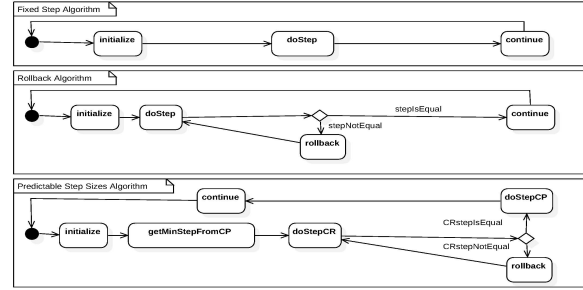 Fixed Step Algorithm
initialize
doStep
continue
Rollback Algorithm
initialize
doStep
stepIsEqual
continue
stepNotEqual
rollback
Predictable Step Sizes Algorithm
continue
doStepCP
initialize
getMinStepFromCP
doStepCR
CRstepIsEqual
CRstepNotEqual
rollback